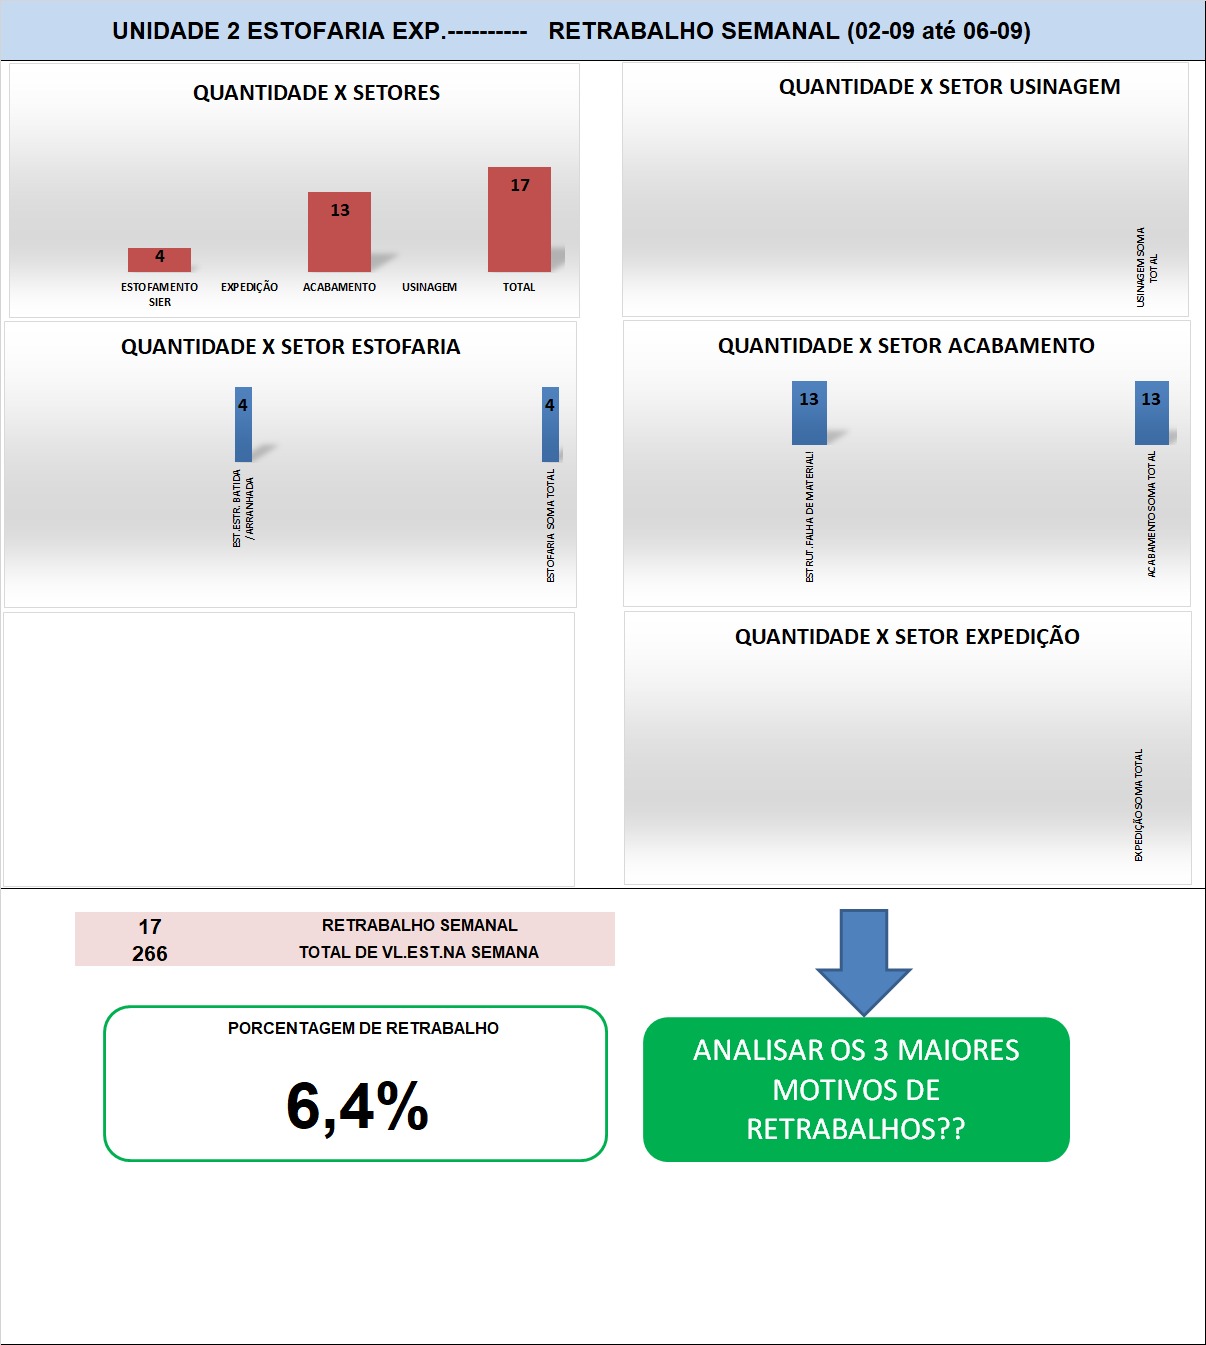 UNIDADE 2 ESTOFARIA EXP.---------- RETRABALHO SEMANAL (02-09 até 06-09)
QUANTIDADE X SETORES
4
13
17
ESTOFAMENTO
SIER
EXPEDIÇÃO
ACABAMENTO
USINAGEM
TOTAL
QUANTIDADE X SETOR USINAGEM
USINAGEM SOMA
TOTAL
QUANTIDADE X SETOR ESTOFARIA
4
4
EST.ESTR. BATIDA
/ ARRANHADA
ESTOFARIA SOMA TOTAL
QUANTIDADE X SETOR ACABAMENTO
13
13
ESTRUT. FALHA DE MATERIAL!
ACABAMENTO SOMA TOTAL
QUANTIDADE X SETOR EXPEDIÇÃO
EXPEDIÇÃO SOMA TOTAL
17 RETRABALHO SEMANAL
266 TOTAL DE VL.EST.NA SEMANA
PORCENTAGEM DE RETRABALHO
6,4%
ANALISAR OS 3 MAIORES
MOTIVOS DE
RETRABALHOS??